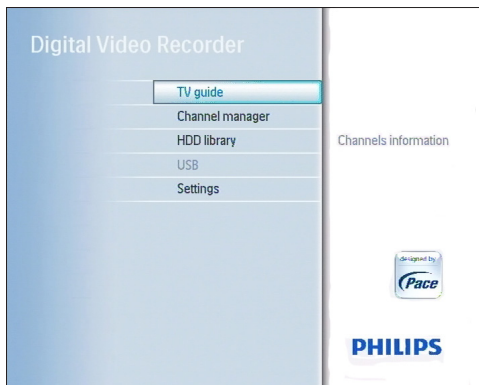 Digital Video Recorder
TV guide
Channel manager
HDD library
USB
Settings
Channels information
designed by
Pace
PHILIPS